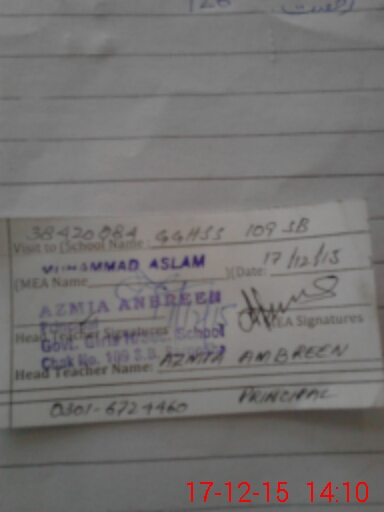 38420084 GGHSS 109 SB
Visit to (School Name :
MUHAMMAD ASLAM 17/12/15
(MEA Name )(Date:
AZMIA ANBREEN
Head Teacher Signatures MEA Signatures
Govt. Girls H/Sec. School
Chak No. 109 S.B.
Head Teacher Name: AZMIA AMBREEN
0301-6724460 PRINCIPAL
17-12-15 14:10